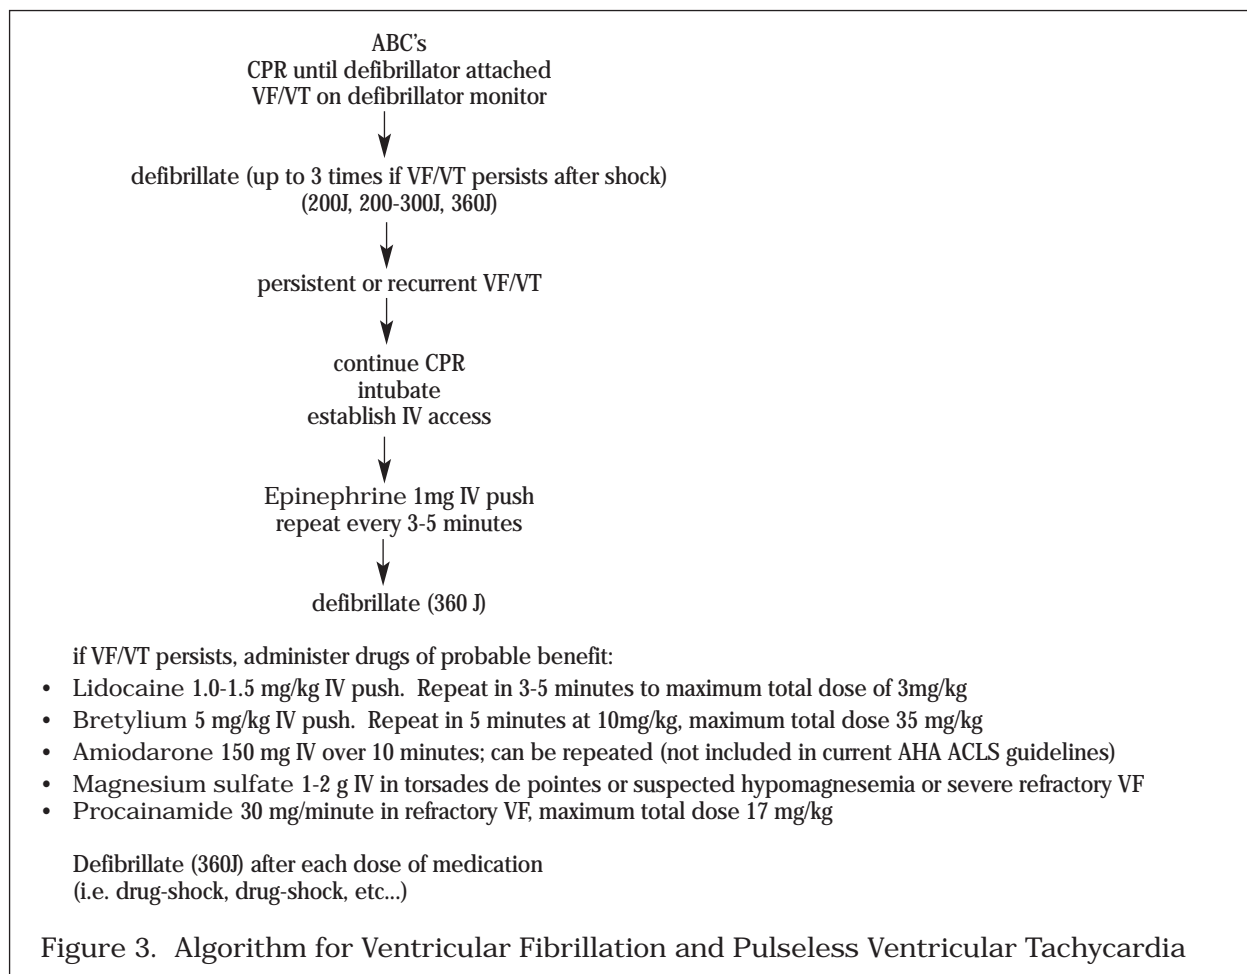 ABC's
CPR until defibrillator attached
VF/VT on defibrillator monitor
defibrillate (up to 3 times if VF/VT persists after shock)
(200J, 200-300J, 360J)
persistent or recurrent VF/VT
continue CPR
intubate
establish IV access
Epinephrine 1mg IV push
repeat every 3-5 minutes
defibrillate (360 J)
if VF/VT persists, administer drugs of probable benefit:
• Lidocaine 1.0-1.5 mg/kg IV push. Repeat in 3-5 minutes to maximum total dose of 3mg/kg
• Bretylium 5 mg/kg IV push. Repeat in 5 minutes at 10mg/kg, maximum total dose 35 mg/kg
• Amiodarone 150 mg IV over 10 minutes; can be repeated (not included in current AHA ACLS guidelines)
• Magnesium sulfate 1-2 g IV in torsades de pointes or suspected hypomagnesemia or severe refractory VF
• Procainamide 30 mg/minute in refractory VF, maximum total dose 17 mg/kg
Defibrillate (360J) after each dose of medication
(i.e. drug-shock, drug-shock, etc...)
Figure 3. Algorithm for Ventricular Fibrillation and Pulseless Ventricular Tachycardia